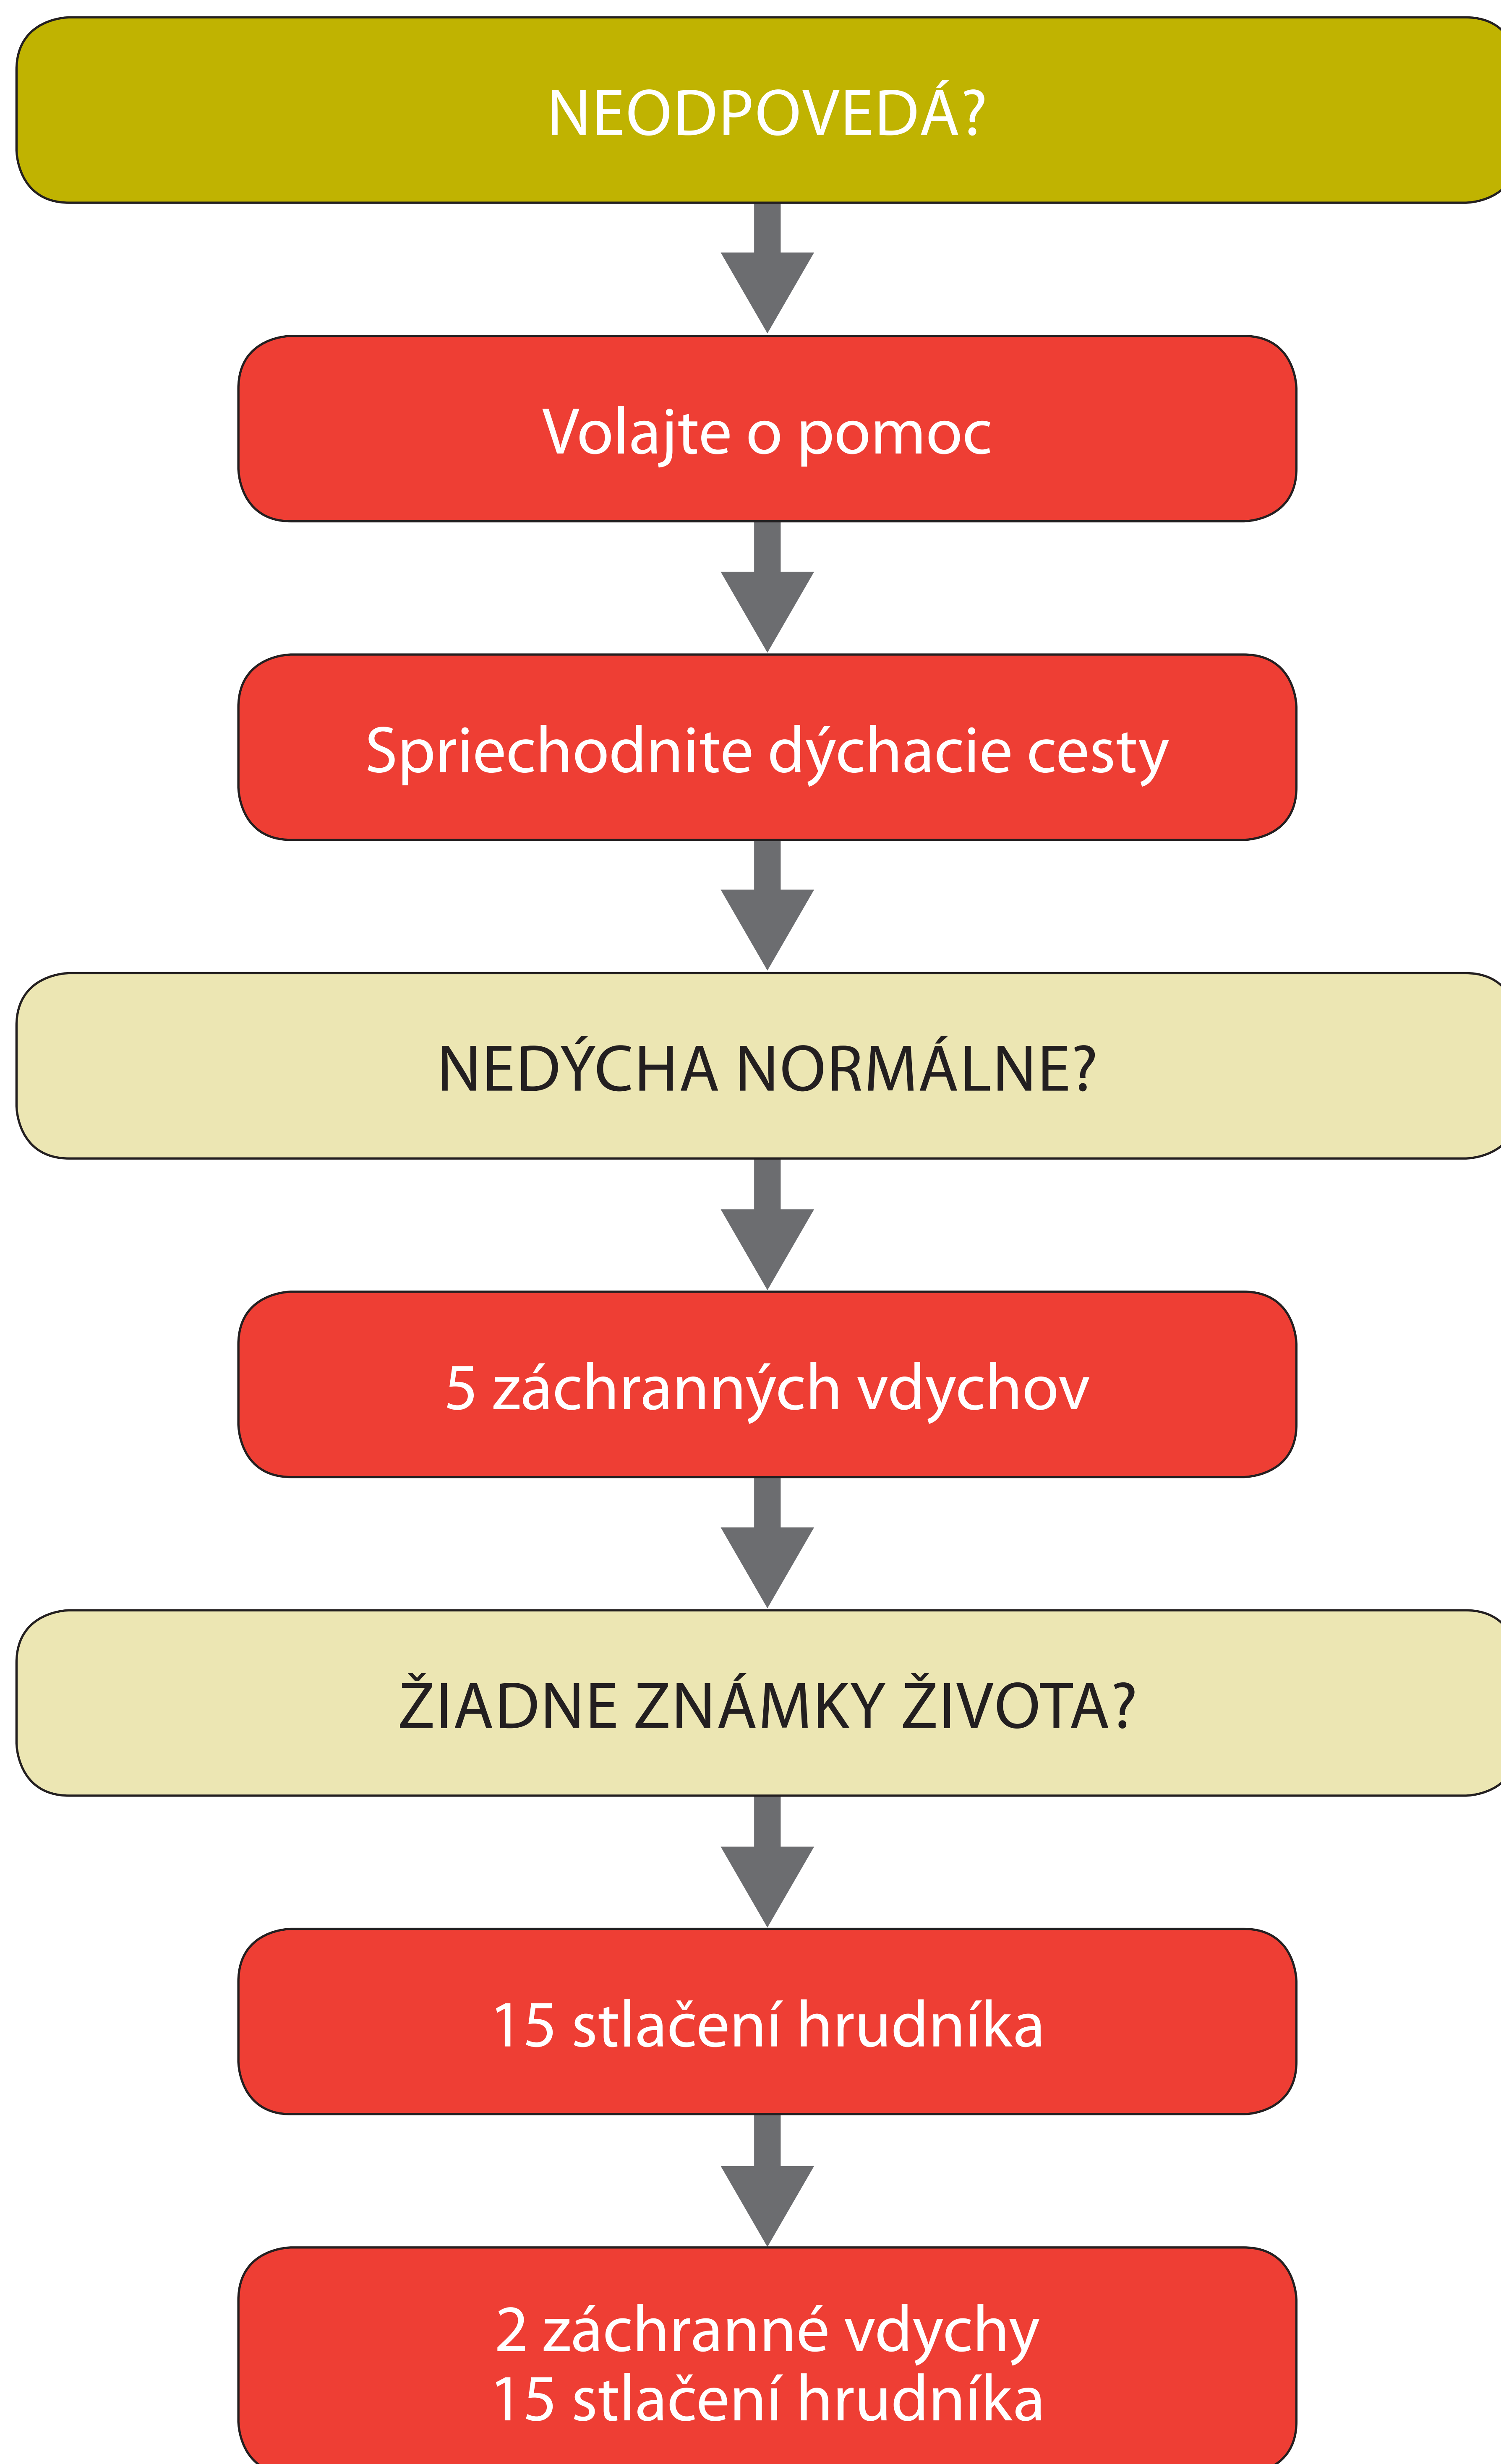 NEODPOVEDÁ?
Volajte o pomoc
Spriechodnite dýchacie cesty
NEDÝCHA NORMÁLNE?
5 záchranných vdychov
ŽIADNE ZNÁMKY ŽIVOTA?
15 stlačení hrudníka
2 záchranné vdychy
15 stlačení hrudníka